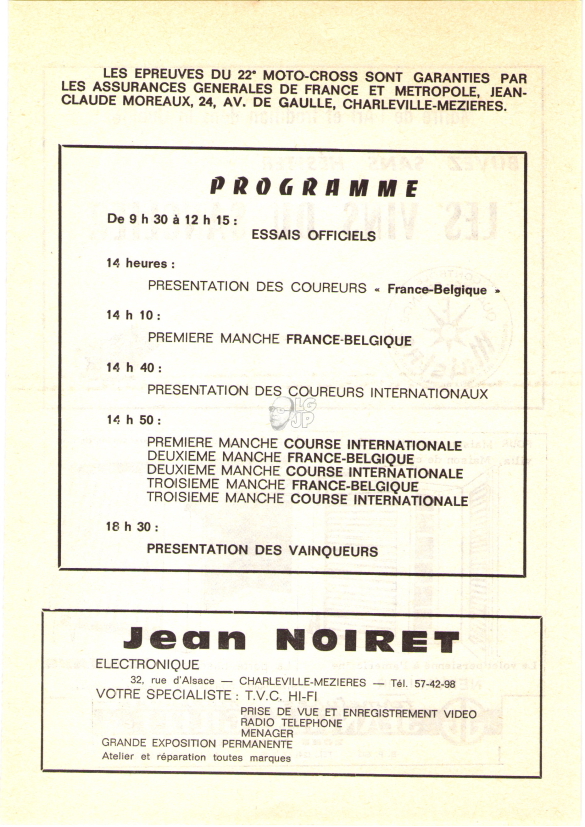 LES EPREUVES DU 22° MOTO-CROSS SONT GARANTIES PAR
LES ASSURANCES GENERALES DE FRANCE ET METROPOLE, JEAN-
CLAUDE MOREAUX, 24, AV. DE GAULLE, CHARLEVILLE-MEZIERES.
PROGRAMME
De 9 h 30 à 12 h 15 :
ESSAIS OFFICIELS
14 heures :
PRESENTATION DES COUREURS « France-Belgique »
14 h 10 :
PREMIERE MANCHE FRANCE-BELGIQUE
14 h 40 :
PRESENTATION DES COUREURS INTERNATIONAUX
LG
JP
14 h 50 :
PREMIERE MANCHE COURSE INTERNATIONALE
DEUXIEME MANCHE FRANCE-BELGIQUE
DEUXIEME MANCHE COURSE INTERNATIONALE
TROISIEME MANCHE FRANCE-BELGIQUE
TROISIEME MANCHE COURSE INTERNATIONALE
18 h 30 :
PRESENTATION DES VAINQUEURS
Jean NOIRET
ELECTRONIQUE
32, rue d'Alsace — CHARLEVILLE-MEZIERES — Tél. 57-42-98
VOTRE SPECIALISTE : T.V.C. HI-FI
PRISE DE VUE ET ENREGISTREMENT VIDEO
RADIO TELEPHONE
MENAGER
GRANDE EXPOSITION PERMANENTE
Atelier et réparation toutes marques